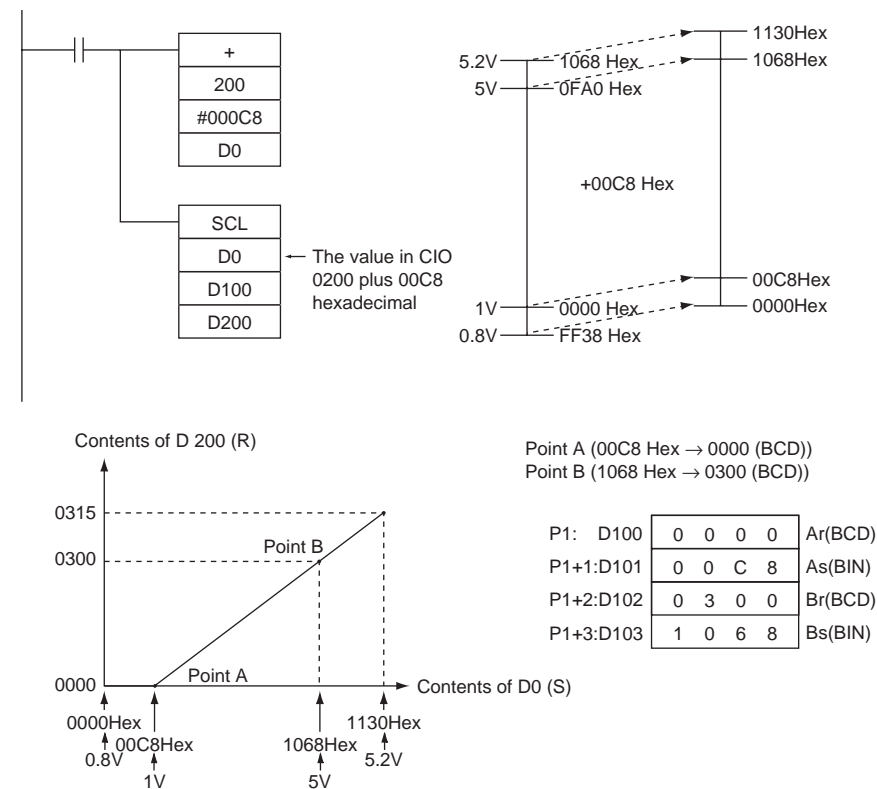 +
200
#000C8
D0
SCL
D0
D100
D200
← The value in CIO
0200 plus 00C8
hexadecimal
5.2V
1068 Hex
5V
0FA0 Hex
1130Hex
1068Hex
+00C8 Hex
1V
0000 Hex
0.8V
FF38 Hex
00C8Hex
0000Hex
Contents of D 200 (R)
0315
0300
Point B
0000
Point A
Contents of D0 (S)
0000Hex
1130Hex
00C8Hex
1068Hex
0.8V
5.2V
1V
5V
Point A (00C8 Hex → 0000 (BCD))
Point B (1068 Hex → 0300 (BCD))
P1: D100 0 0 0 0 Ar(BCD)
P1+1:D101 0 0 C 8 As(BIN)
P1+2:D102 0 3 0 0 Br(BCD)
P1+3:D103 1 0 6 8 Bs(BIN)